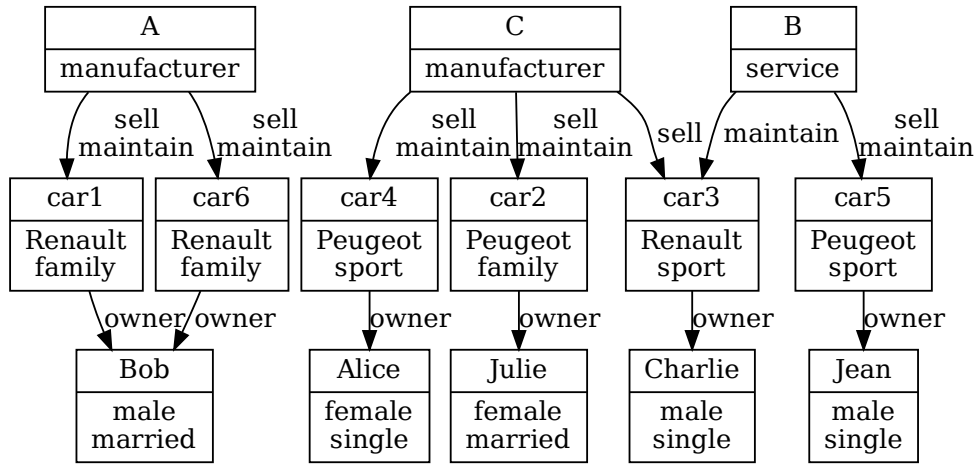 A
manufacturer
C
manufacturer
B
service
sell
maintain
sell
maintain
sell
maintain
sell
maintain
sell
maintain
sell
maintain
car1
Renault
family
car6
Renault
family
car4
Peugeot
sport
car2
Peugeot
family
car3
Renault
sport
car5
Peugeot
sport
owner
owner
owner
owner
owner
owner
Bob
male
married
Alice
female
single
Julie
female
married
Charlie
male
single
Jean
male
single